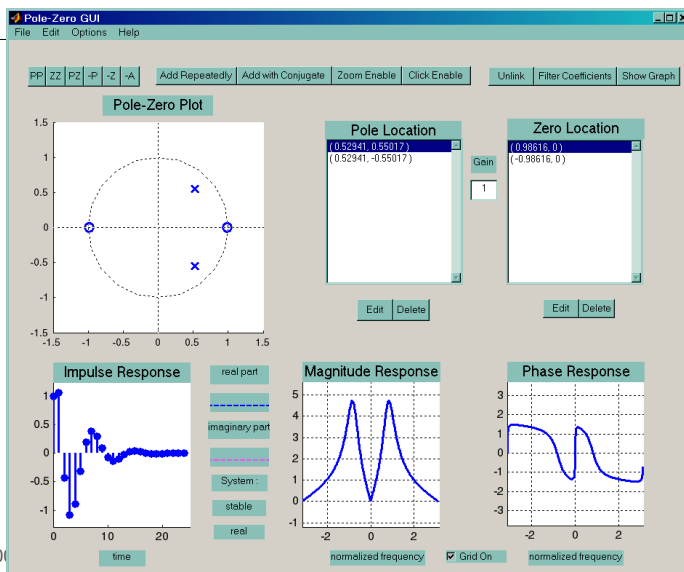 Pole-Zero GUI
File Edit Options Help
PP ZZ PZ -P -Z -A Add Repeatedly Add with Conjugate Zoom Enable Click Enable Unlink Filter Coefficients Show Graph
Pole-Zero Plot
1.5
1
0.5
0
-0.5
-1
-1.5
-1.5 -1 -0.5 0 0.5 1 1.5
Pole Location
( 0.52941, 0.55017 )
( 0.52941, -0.55017 )
Edit Delete
Gain
1
Zero Location
( 0.98616, 0 )
( -0.98616, 0 )
Edit Delete
Impulse Response
1
0.5
0
-0.5
-1
0 10 20
time
real part
imaginary part
System :
stable
real
Magnitude Response
5
4
3
2
1
0
-1
-2 0 2
normalized frequency
Grid On
Phase Response
3
2
1
0
-1
-2
-3
-2 0 2
normalized frequency